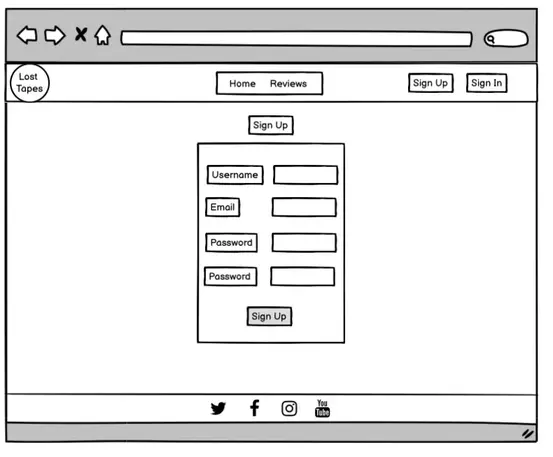 Lost
Tapes
Home Reviews
Sign Up
Sign In
Sign Up
Username
Email
Password
Password
Sign Up
You
Tube